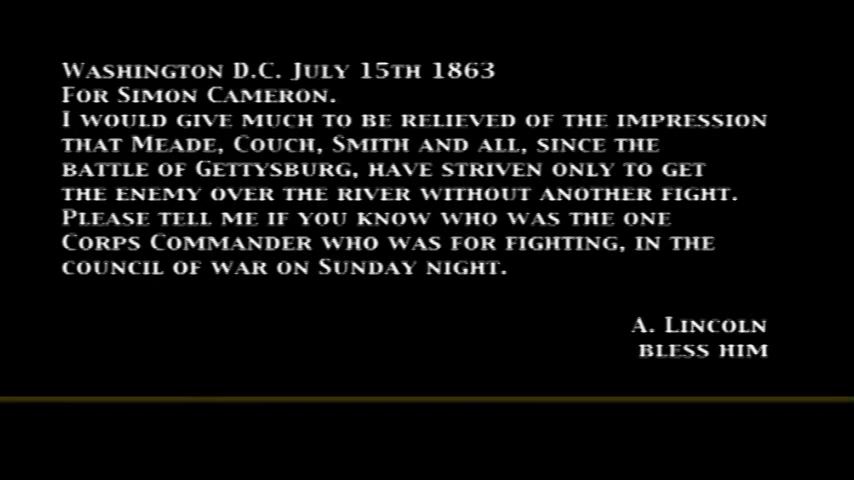 Washington D.C. July 15th 1863
For Simon Cameron.
I would give much to be relieved of the impression
that Meade, Couch, Smith and all, since the
battle of Gettysburg, have striven only to get
the enemy over the river without another fight.
Please tell me if you know who was the one
Corps Commander who was for fighting, in the
council of war on Sunday night.
A. Lincoln
bless him